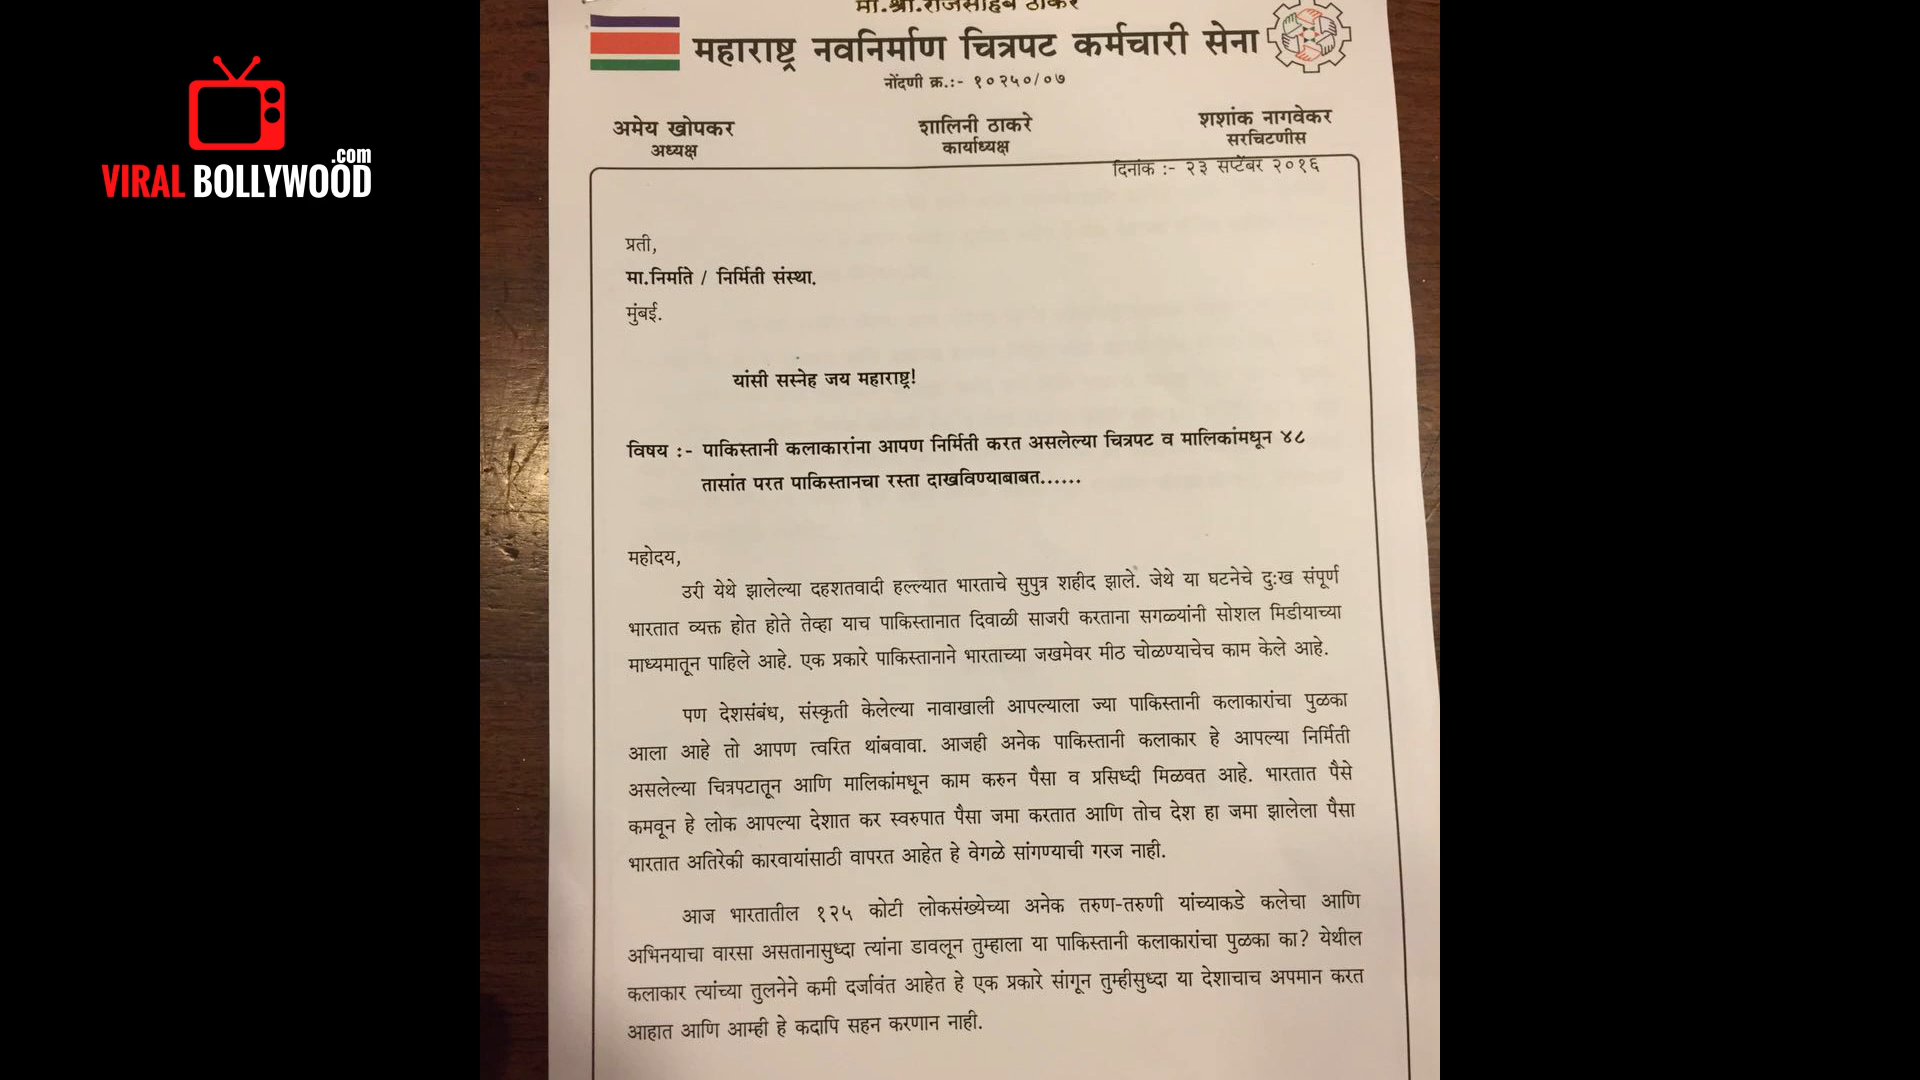 VIRAL BOLLYWOOD
.com
मा.श्री.राजसाहेब ठाकरे
महाराष्ट्र नवनिर्माण चित्रपट कर्मचारी सेना
नोंदणी क्र.:- १०२५०/०७
अमेय खोपकर
अध्यक्ष
शालिनी ठाकरे
कार्याध्यक्ष
शशांक नागवेकर
सरचिटणीस
दिनांक :- २३ सप्टेंबर २०१६
प्रती,
मा.निर्माते / निर्मिती संस्था.
मुंबई.
यांसी सस्नेह जय महाराष्ट्र!
विषय :- पाकिस्तानी कलाकारांना आपण निर्मिती करत असलेल्या चित्रपट व मालिकांमधून ४८
तासांत परत पाकिस्तानचा रस्ता दाखविण्याबाबत......
महोदय,
उरी येथे झालेल्या दहशतवादी हल्ल्यात भारताचे सुपुत्र शहीद झाले. जेथे या घटनेचे दु:ख संपूर्ण
भारतात व्यक्त होत होते तेव्हा याच पाकिस्तानात दिवाळी साजरी करताना सगळ्यांनी सोशल मिडीयाच्या
माध्यमातून पाहिले आहे. एक प्रकारे पाकिस्तानाने भारताच्या जखमेवर मीठ चोळण्याचेच काम केले आहे.
पण देशसंबंध, संस्कृती केलेल्या नावाखाली आपल्याला ज्या पाकिस्तानी कलाकारांचा पुळका
आला आहे तो आपण त्वरित थांबवावा. आजही अनेक पाकिस्तानी कलाकार हे आपल्या निर्मिती
असलेल्या चित्रपटातून आणि मालिकांमधून काम करुन पैसा व प्रसिध्दी मिळवत आहे. भारतात पैसे
कमवून हे लोक आपल्या देशात कर स्वरुपात पैसा जमा करतात आणि तोच देश हा जमा झालेला पैसा
भारतात अतिरेकी कारवायांसाठी वापरत आहेत हे वेगळे सांगण्याची गरज नाही.
आज भारतातील १२५ कोटी लोकसंख्येच्या अनेक तरुण-तरुणी यांच्याकडे कलेचा आणि
अभिनयाचा वारसा असतानासुध्दा त्यांना डावलून तुम्हाला या पाकिस्तानी कलाकारांचा पुळका का? येथील
कलाकार त्यांच्या तुलनेने कमी दर्जावंत आहेत हे एक प्रकारे सांगून तुम्हीसुध्दा या देशाचाच अपमान करत
आहात आणि आम्ही हे कदापि सहन करणान नाही.